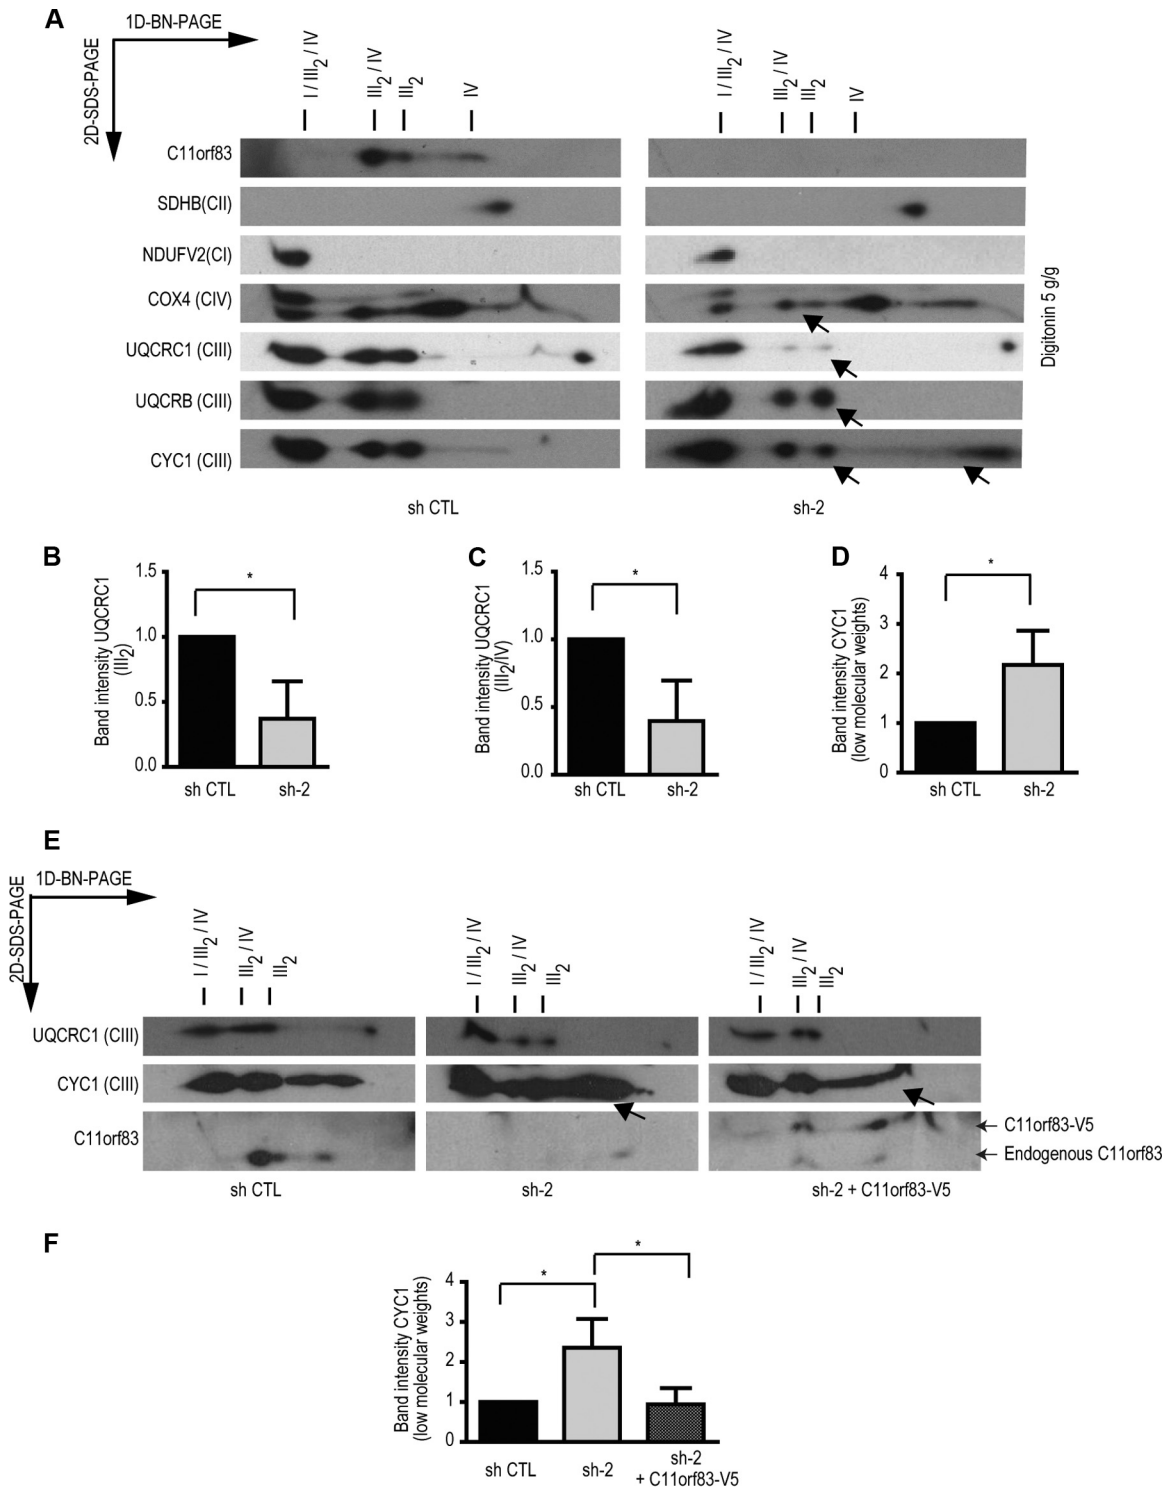 A
1D-BN-PAGE
2D-SDS-PAGE
I / III2 / IV
III2 / IV
III2
IV
I / III2 / IV
III2 / IV
III2
IV
C11orf83
SDHB(CII)
NDUFV2(CI)
COX4 (CIV)
UQCRC1 (CIII)
UQCRB (CIII)
CYC1 (CIII)
Digitonin 5 g/g
sh CTL
sh-2
B
Band intensity UQCRC1
(III2)
1.5
1.0
0.5
0.0
*
sh CTL
sh-2
C
Band intensity UQCRC1
(III2/IV)
1.5
1.0
0.5
0.0
*
sh CTL
sh-2
D
Band intensity CYC1
(low molecular weights)
4
3
2
1
0
*
sh CTL
sh-2
E
1D-BN-PAGE
2D-SDS-PAGE
I / III2 / IV
III2 / IV
III2
I / III2 / IV
III2 / IV
III2
I / III2 / IV
III2 / IV
III2
UQCRC1 (CIII)
CYC1 (CIII)
C11orf83
C11orf83-V5
Endogenous C11orf83
sh CTL
sh-2
sh-2 + C11orf83-V5
F
Band intensity CYC1
(low molecular weights)
4
3
2
1
0
*
*
sh CTL
sh-2
sh-2
+ C11orf83-V5